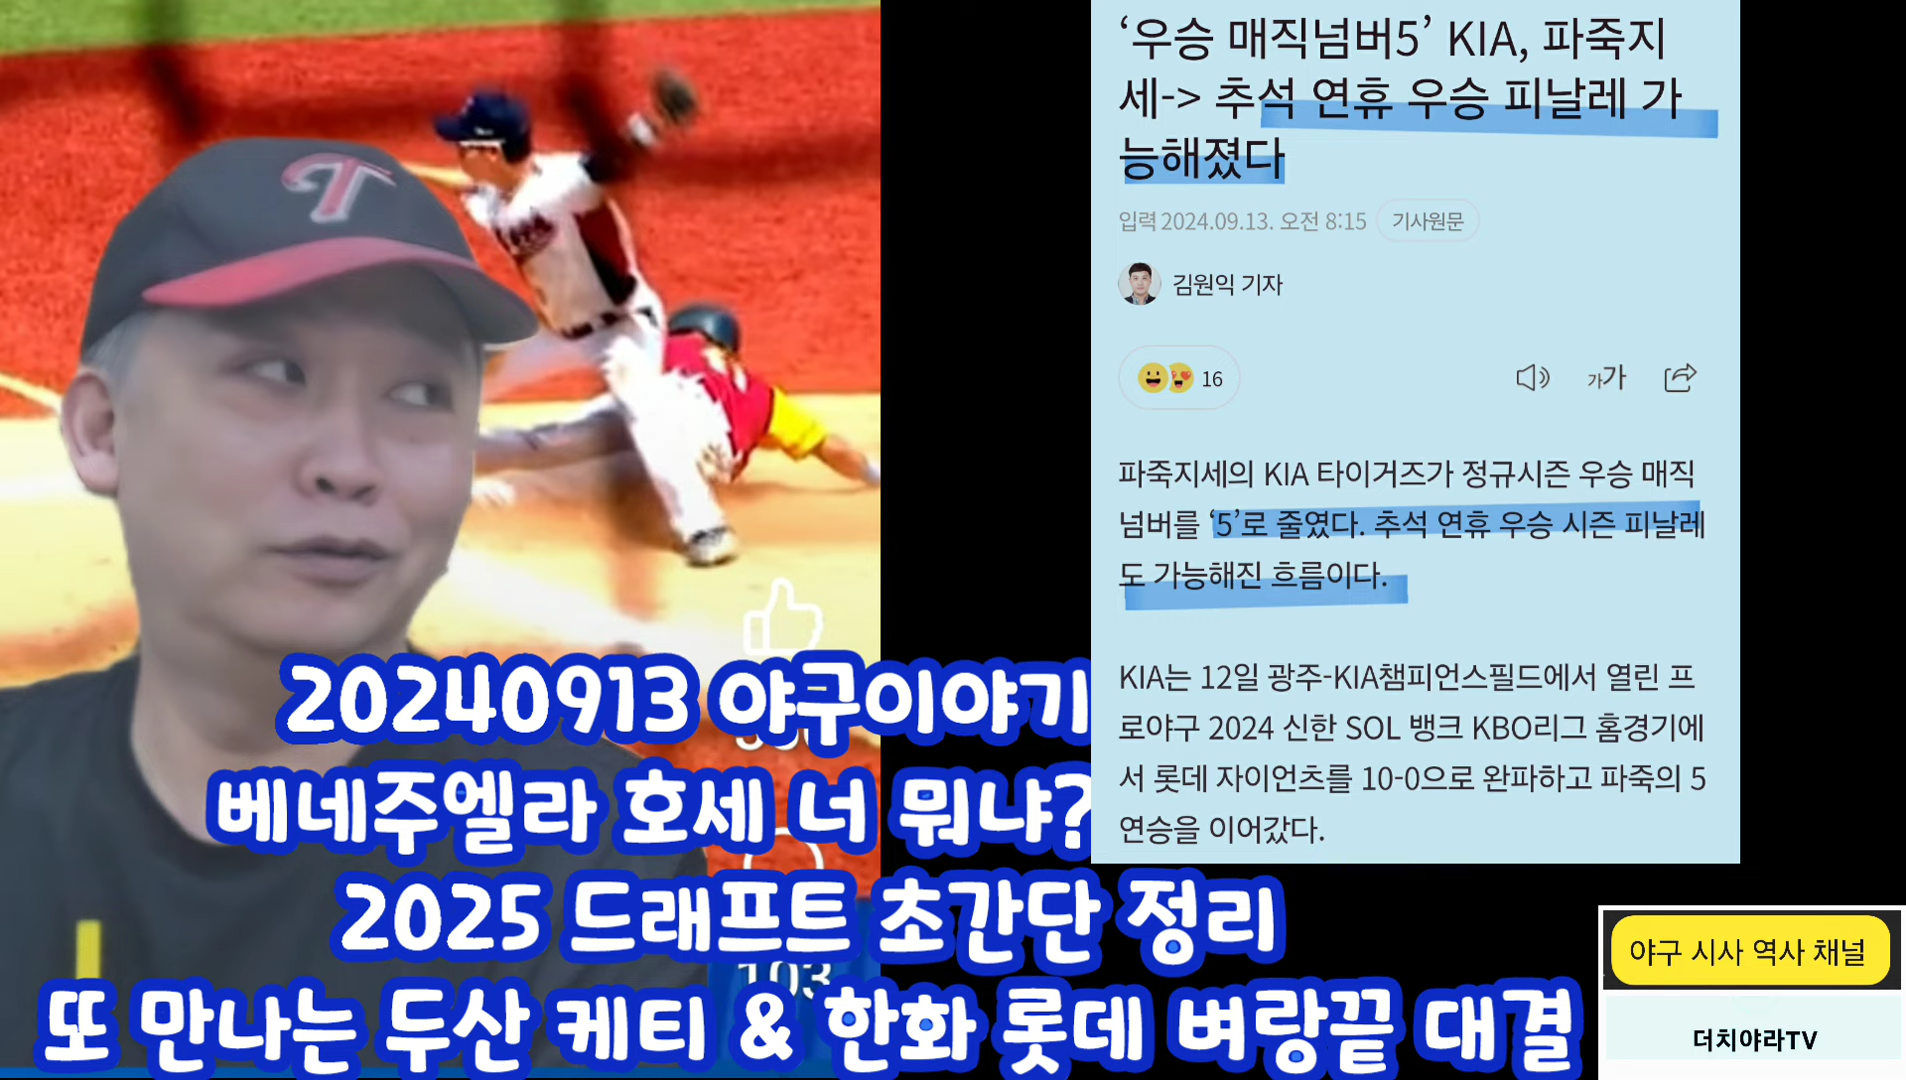 ‘우승 매직넘버5’ KIA, 파죽지
세-> 추석 연휴 우승 피날레 가
능해졌다
입력 2024.09.13. 오전 8:15 기사원문
김원익 기자
16
가가
파죽지세의 KIA 타이거즈가 정규시즌 우승 매직
넘버를 ‘5’로 줄였다. 추석 연휴 우승 시즌 피날레
도 가능해진 흐름이다.
KIA는 12일 광주-KIA챔피언스필드에서 열린 프
로야구 2024 신한 SOL 뱅크 KBO리그 홈경기에
서 롯데 자이언츠를 10-0으로 완파하고 파죽의 5
연승을 이어갔다.
T
20240913 야구이야기
베네주엘라 호세 너 뭐냐?
2025 드래프트 초간단 정리
103
또 만나는 두산 케티 & 한화 롯데 벼랑끝 대결
야구 시사 역사 채널
더치야라TV